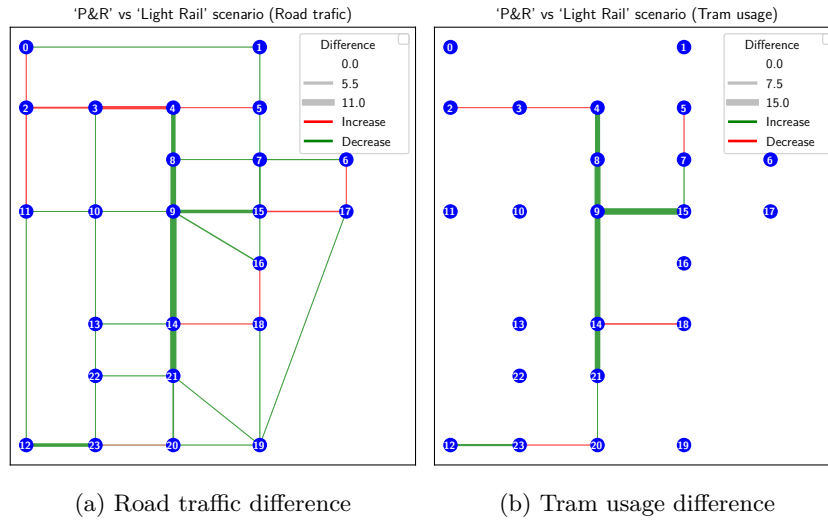 ‘P&R’ vs ‘Light Rail’ scenario (Road trafic)
0 1
Difference
0.0
5.5
11.0
Increase
Decrease
2 3 4 5
8 7 6
11 10 9 15 17
16
13 14 18
22 21
12 23 20 19
(a) Road traffic difference
‘P&R’ vs ‘Light Rail’ scenario (Tram usage)
0 1
Difference
0.0
7.5
15.0
Increase
Decrease
2 3 4 5
8 7 6
11 10 9 15 17
16
13 14 18
22 21
12 23 20 19
(b) Tram usage difference